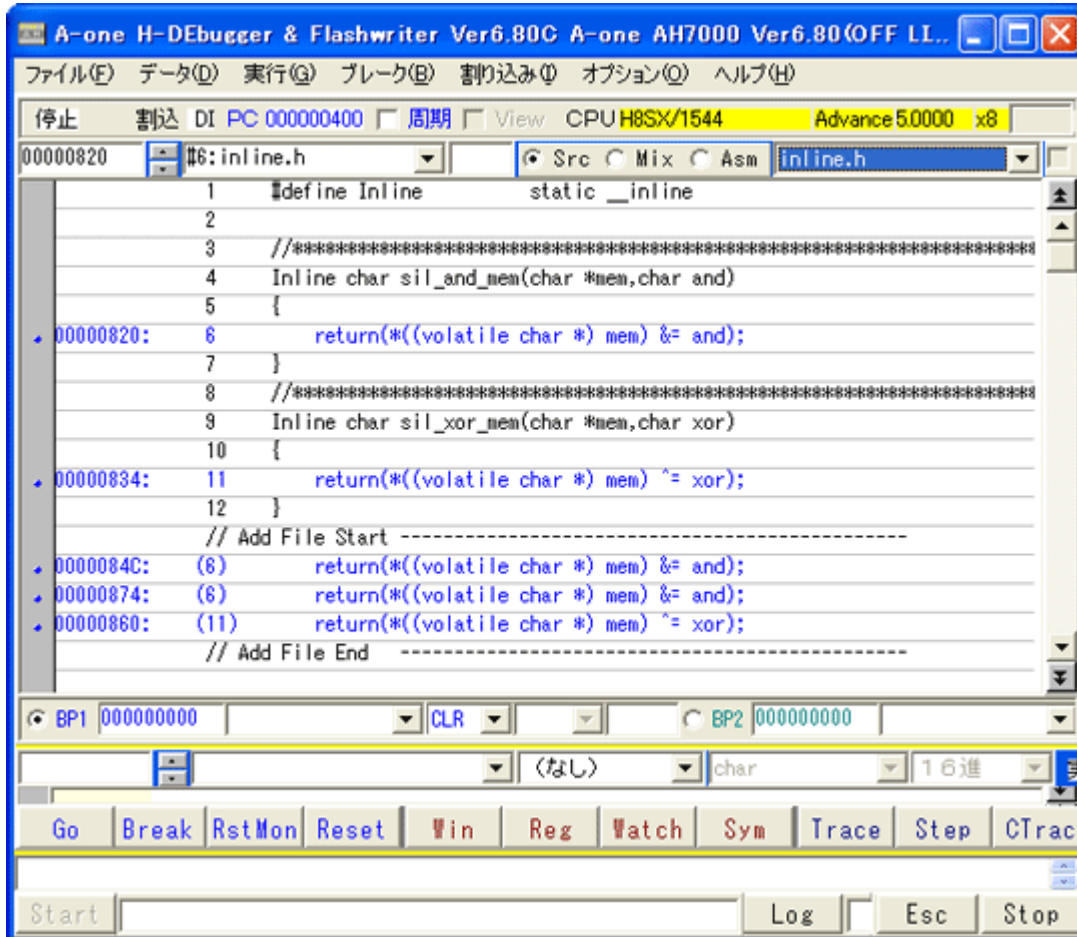 A-one H-DEbugger & Flashwriter Ver6.80C A-one AH7000 Ver6.80(OFF LI...
ファイル(F) データ(D) 実行(G) ブレーク(B) 割り込み(I) オプション(O) ヘルプ(H)
停止 割込 DI PC 000000400 周期 View CPU H8SX/1544 Advance 5.0000 x8
00000820 #6:inline.h Src Mix Asm inline.h
1 #define Inline static __inline
2
3 //*********************************************************************
4 Inline char sil_and_mem(char *mem,char and)
5 {
00000820: 6 return(*((volatile char *) mem) &= and);
7 }
8 //*********************************************************************
9 Inline char sil_xor_mem(char *mem,char xor)
10 {
00000834: 11 return(*((volatile char *) mem) ^= xor);
12 }
// Add File Start -----------------------------------------------
0000084C: (6) return(*((volatile char *) mem) &= and);
00000874: (6) return(*((volatile char *) mem) &= and);
00000860: (11) return(*((volatile char *) mem) ^= xor);
// Add File End -----------------------------------------------
BP1 000000000 CLR BP2 000000000
(なし) char 16進 実
Go Break RstMon Reset Win Reg Watch Sym Trace Step CTrac
Start Log Esc Stop